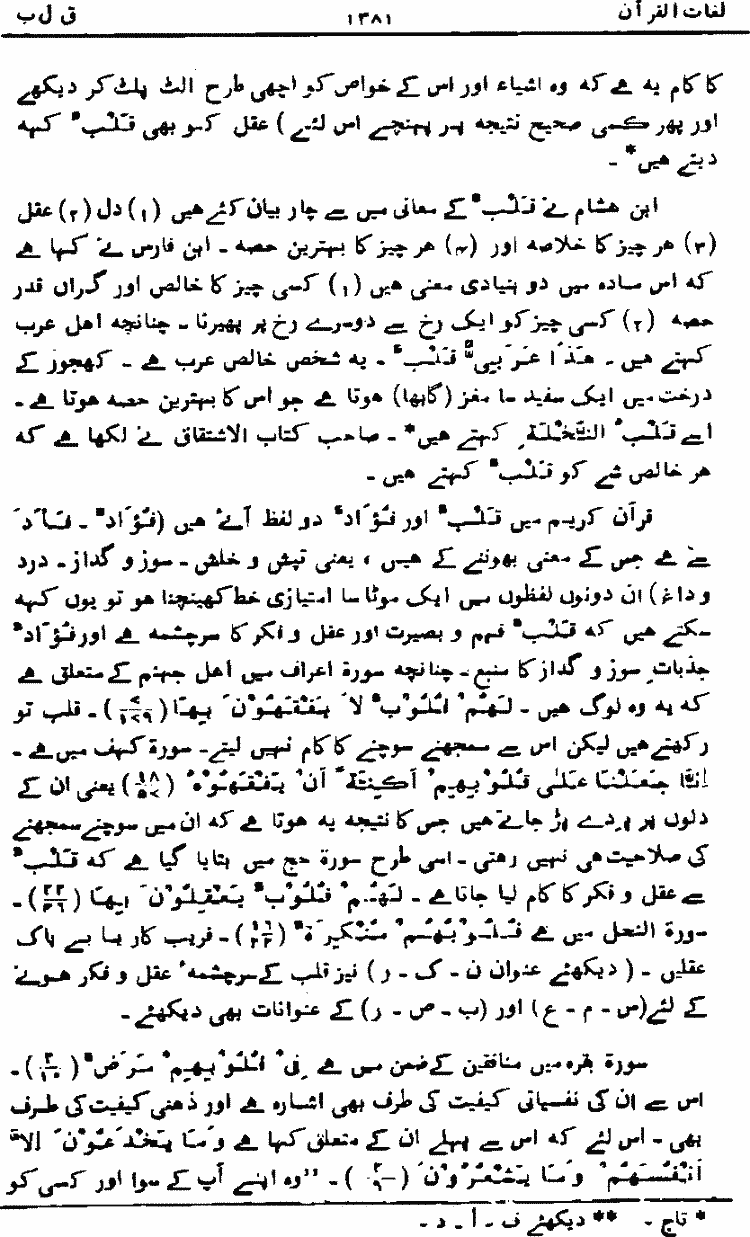 لغات القرآن ۱۳۸۱ ق ل ب
کا کام یہ ہے کہ وہ اشیاء اور اس کے خواص کو اچھی طرح الٹ پلٹ کر دیکھے
اور پھر کسی صحیح نتیجہ پر پہنچے اس لئے) عقل کو بھی قَلْبٌ کہہ
دیتے ہیں* ۔
ابن ہشام نے قَلْبٌ کے معانی میں سے چار بیان کئے ہیں (۱) دل (۲) عقل
(۳) ہر چیز کا خلاصہ اور (۴) ہر چیز کا بہترین حصہ ۔ ابن فارس نے کہا ہے
کہ اس مادہ میں دو بنیادی معنی ہیں (۱) کسی چیز کا خالص اور گراں قدر
حصہ (۲) کسی چیز کو ایک رخ سے دوسرے رخ پر پھیرنا ۔ چنانچہ اہل عرب
کہتے ہیں ۔ ھٰذَا عَرَبِیٌّ قَلْبٌ ۔ یہ شخص خالص عرب ہے ۔ کھجور کے
درخت میں ایک سفید سا مغز (گابھا) ہوتا ہے جو اس کا بہترین حصہ ہوتا ہے ۔
اسے قَلْبُ النَّخْلَۃِ کہتے ہیں* ۔ صاحب کتاب الاشتقاق نے لکھا ہے کہ
ہر خالص شے کو قَلْبٌ کہتے ہیں ۔
قرآن کریم میں قَلْبٌ اور فُؤَادٌ دو لفظ آئے ہیں (فُؤَادٌ ۔ فَأَدَ
سے ہے جس کے معنی بھوننے کے ہیں ، یعنی تپش و خلش ۔ سوز و گداز ۔ درد
و داغ) ان دونوں لفظوں میں ایک موٹا سا امتیازی خط کھینچنا ہو تو یوں کہہ
سکتے ہیں کہ قَلْبٌ فہم و بصیرت اور عقل و فکر کا سرچشمہ ہے اور فُؤَادٌ
جذبات سوز و گداز کا منبع ۔ چنانچہ سورۃ اعراف میں اہل جہنم کے متعلق ہے
کہ یہ وہ لوگ ہیں ۔ لَہُمْ قُلُوْبٌ لَّا یَفْقَہُوْنَ بِہَا (۷/۱۷۹) ۔ قلب تو
رکھتے ہیں لیکن اس سے سمجھنے سوچنے کا کام نہیں لیتے ۔ سورۃ کہف میں ہے ۔
اِنَّا جَعَلْنَا عَلٰی قُلُوْبِہِمْ اَکِنَّۃً اَنْ یَفْقَہُوْہُ (۱۸/۵۷) یعنی ان کے
دلوں پر پردے پڑ جاتے ہیں جس کا نتیجہ یہ ہوتا ہے کہ ان میں سوچنے سمجھنے
کی صلاحیت ہی نہیں رہتی ۔ اسی طرح سورۃ حج میں بتایا گیا ہے کہ قَلْبٌ
سے عقل و فکر کا کام لیا جاتا ہے ۔ لَہُمْ قُلُوْبٌ یَعْقِلُوْنَ بِہَا (۲۲/۴۶) ۔
سورۃ النحل میں ہے قُلُوْبُہُمْ مُنْکِرَۃٌ (۱۶/۲۲) ۔ فریب کار یا بے باک
عقلیں ۔ (دیکھئے عنوان ن ۔ ک ۔ ر) نیز قلب کے سرچشمہ عقل و فکر ہونے
کے لئے (س ۔ م ۔ ع) اور (ب ۔ ص ۔ ر) کے عنوانات بھی دیکھئے ۔
سورۃ بقرہ میں منافقین کے ضمن میں ہے فِیْ قُلُوْبِہِمْ مَرَضٌ (۲/۱۰) ۔
اس سے ان کی نفسیاتی کیفیت کی طرف بھی اشارہ ہے اور ذہنی کیفیت کی طرف
بھی ۔ اس لئے کہ اس سے پہلے ان کے متعلق کہا ہے وَمَا یَخْدَعُوْنَ اِلَّا
اَنْفُسَہُمْ وَمَا یَشْعُرُوْنَ (۲/۹) ۔ ”وہ اپنے آپ کے سوا اور کسی کو
* تاج ۔ ** دیکھئے ف ۔ أ ۔ د ۔